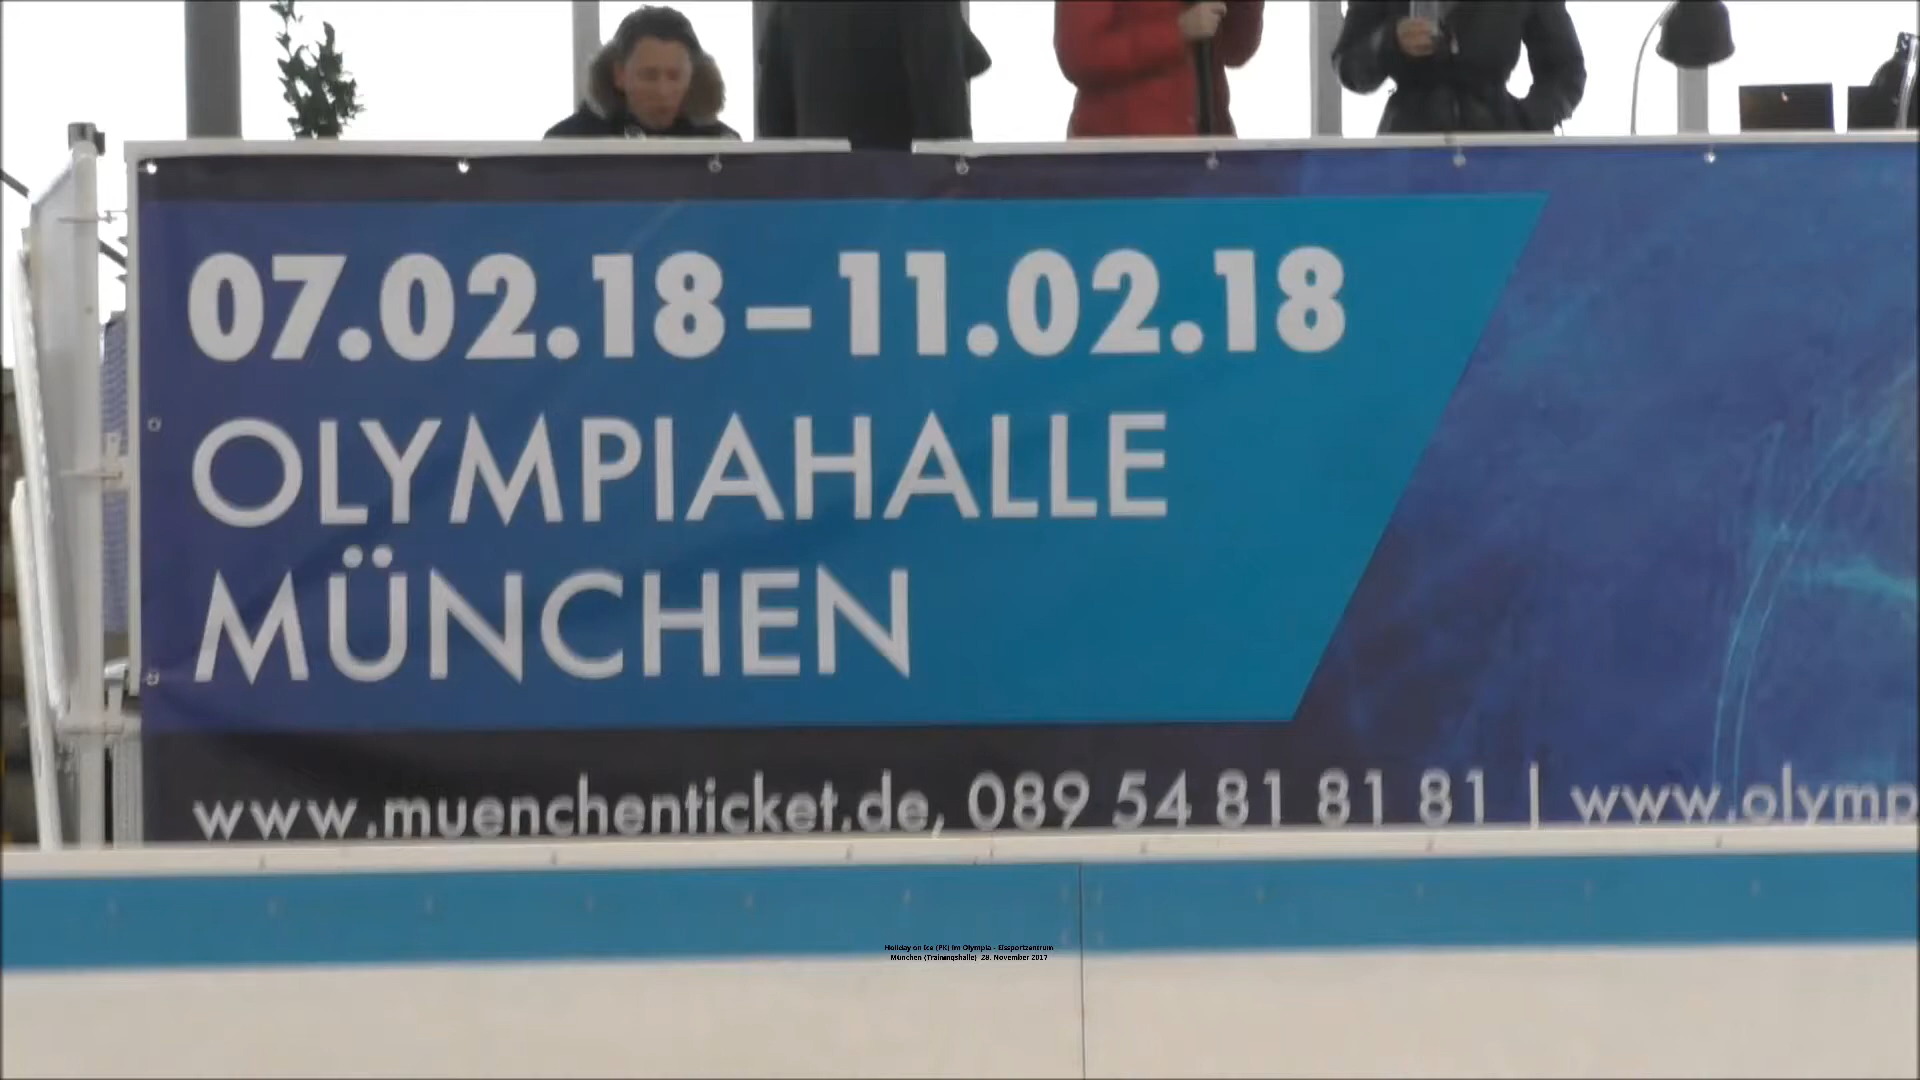 07.02.18–11.02.18
OLYMPIAHALLE
MÜNCHEN
www.muenchenticket.de, 089 54 81 81 81 | www.olymp
Holiday on Ice (PK) im Olympia - Eissportzentrum
München (Trainingshalle) 28. November 2017